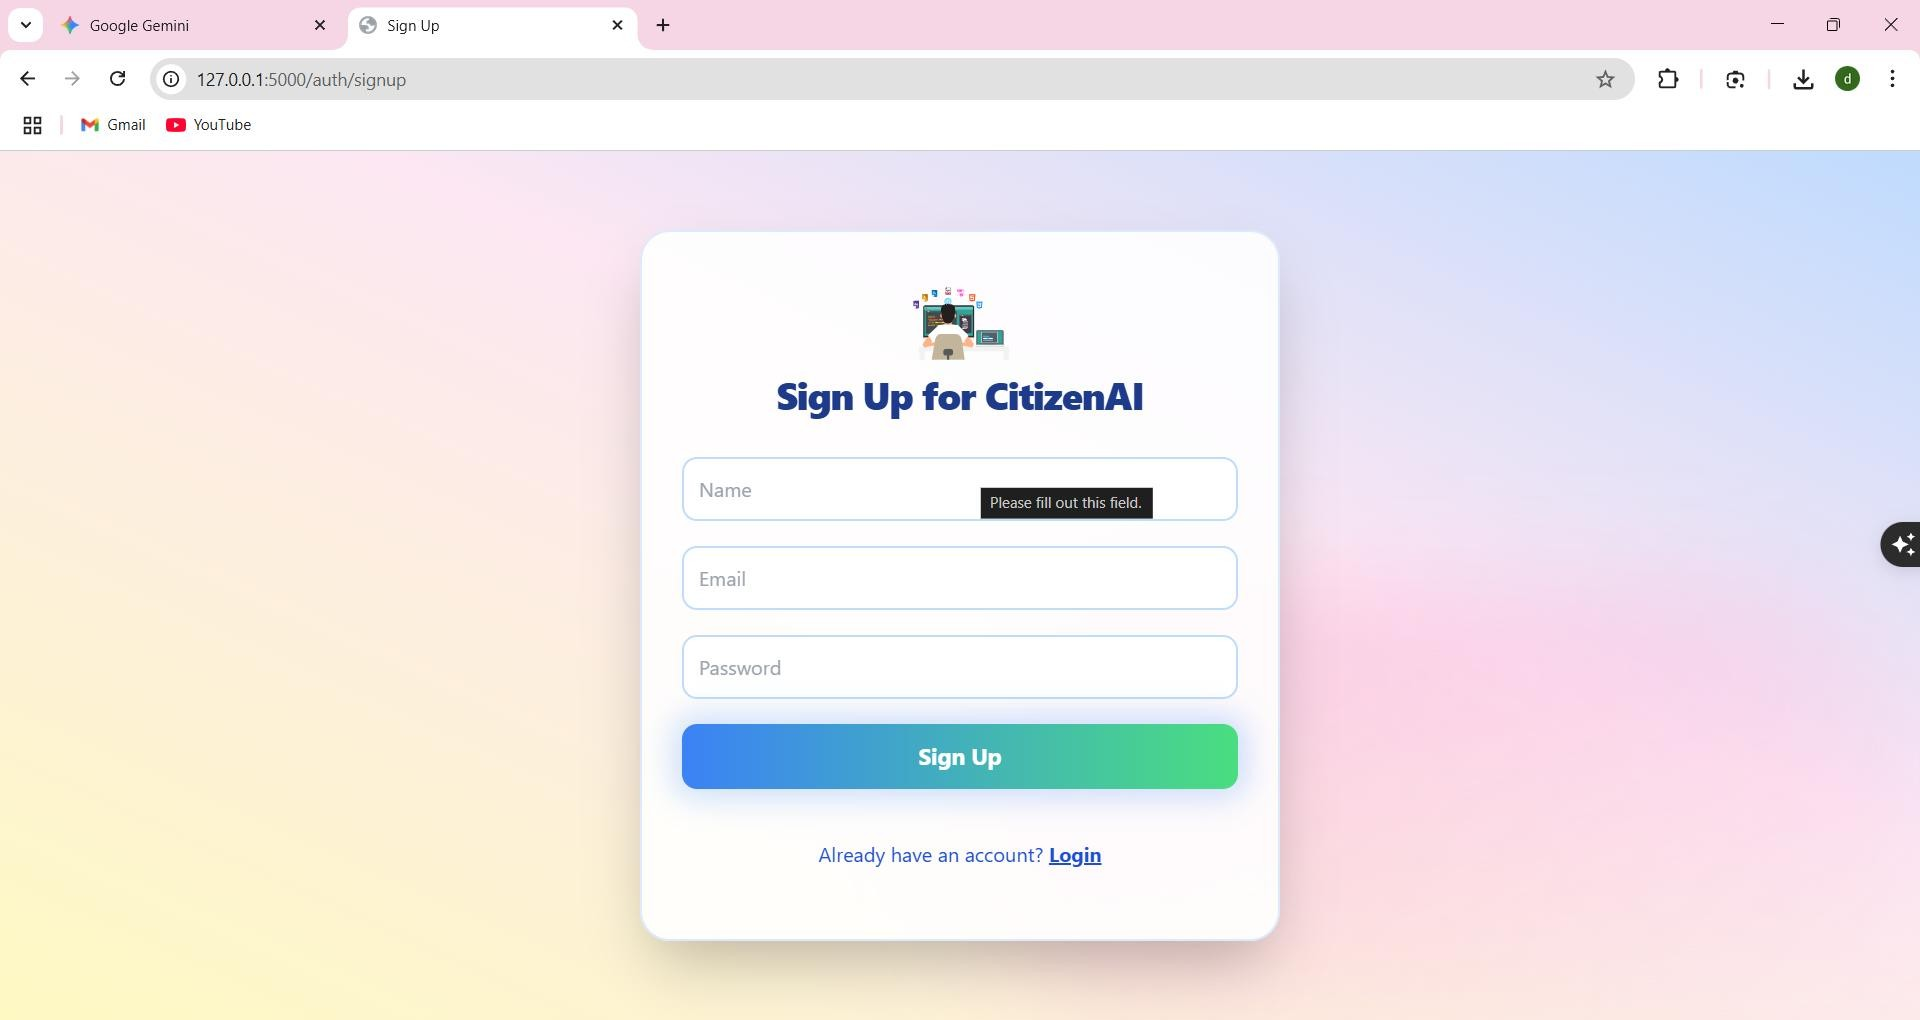 Google Gemini
Sign Up
127.0.0.1:5000/auth/signup
d
Gmail
YouTube
Sign Up for CitizenAI
Name
Please fill out this field.
Email
Password
Sign Up
Already have an account? Login